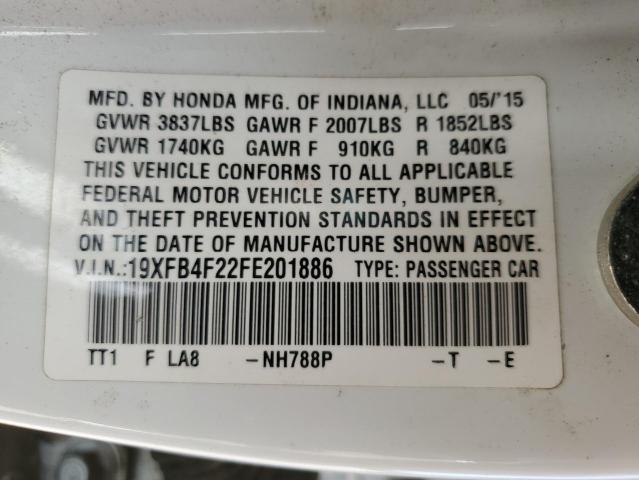 MFD. BY HONDA MFG. OF INDIANA, LLC 05/'15
GVWR 3837LBS GAWR F 2007LBS R 1852LBS
GVWR 1740KG GAWR F 910KG R 840KG
THIS VEHICLE CONFORMS TO ALL APPLICABLE
FEDERAL MOTOR VEHICLE SAFETY, BUMPER,
AND THEFT PREVENTION STANDARDS IN EFFECT
ON THE DATE OF MANUFACTURE SHOWN ABOVE.
V.I.N.:19XFB4F22FE201886 TYPE: PASSENGER CAR
TT1 F LA8 -NH788P -T -E